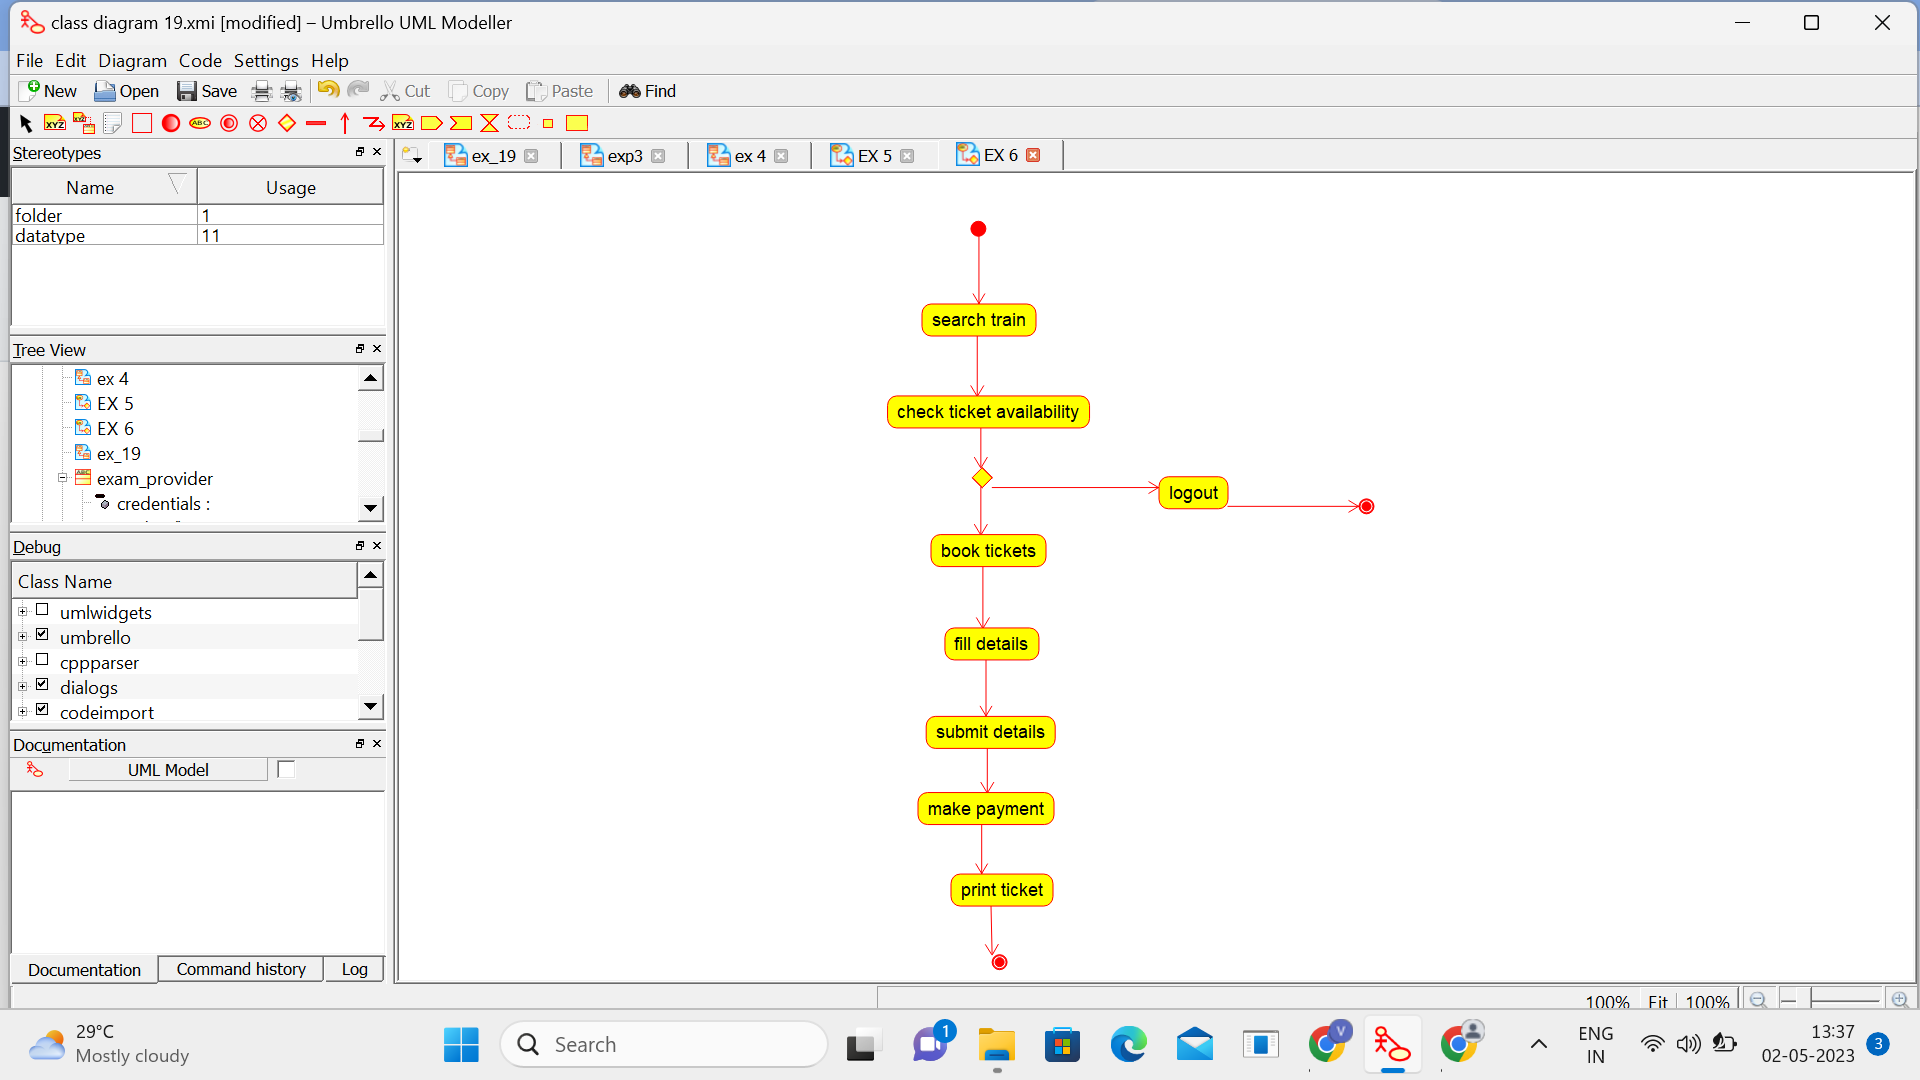 class diagram 19.xmi [modified] – Umbrello UML Modeller
File Edit Diagram Code Settings Help
New Open Save Cut Copy Paste Find
XYZ ABC XYZ
Stereotypes
ex_19 exp3 ex 4 EX 5 EX 6
Name Usage
folder 1
datatype 11
Tree View
ex 4
EX 5
EX 6
ex_19
exam_provider
credentials :
Debug
Class Name
umlwidgets
umbrello
cppparser
dialogs
codeimport
Documentation
UML Model
Documentation Command history Log
search train
check ticket availability
logout
book tickets
fill details
submit details
make payment
print ticket
100% Fit 100%
29°C
Mostly cloudy
Search
1
V
ENG
IN
13:37
02-05-2023
3